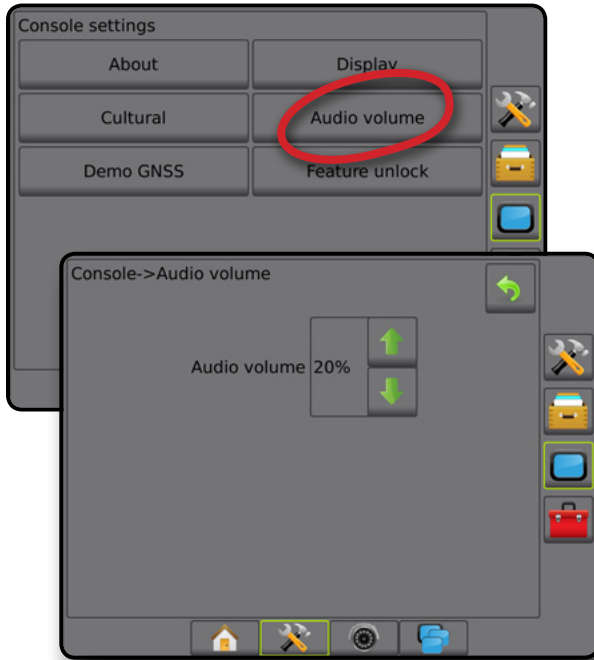 Console settings
About
Display
Cultural
Audio volume
Demo GNSS
Feature unlock
Console->Audio volume
Audio volume 20%